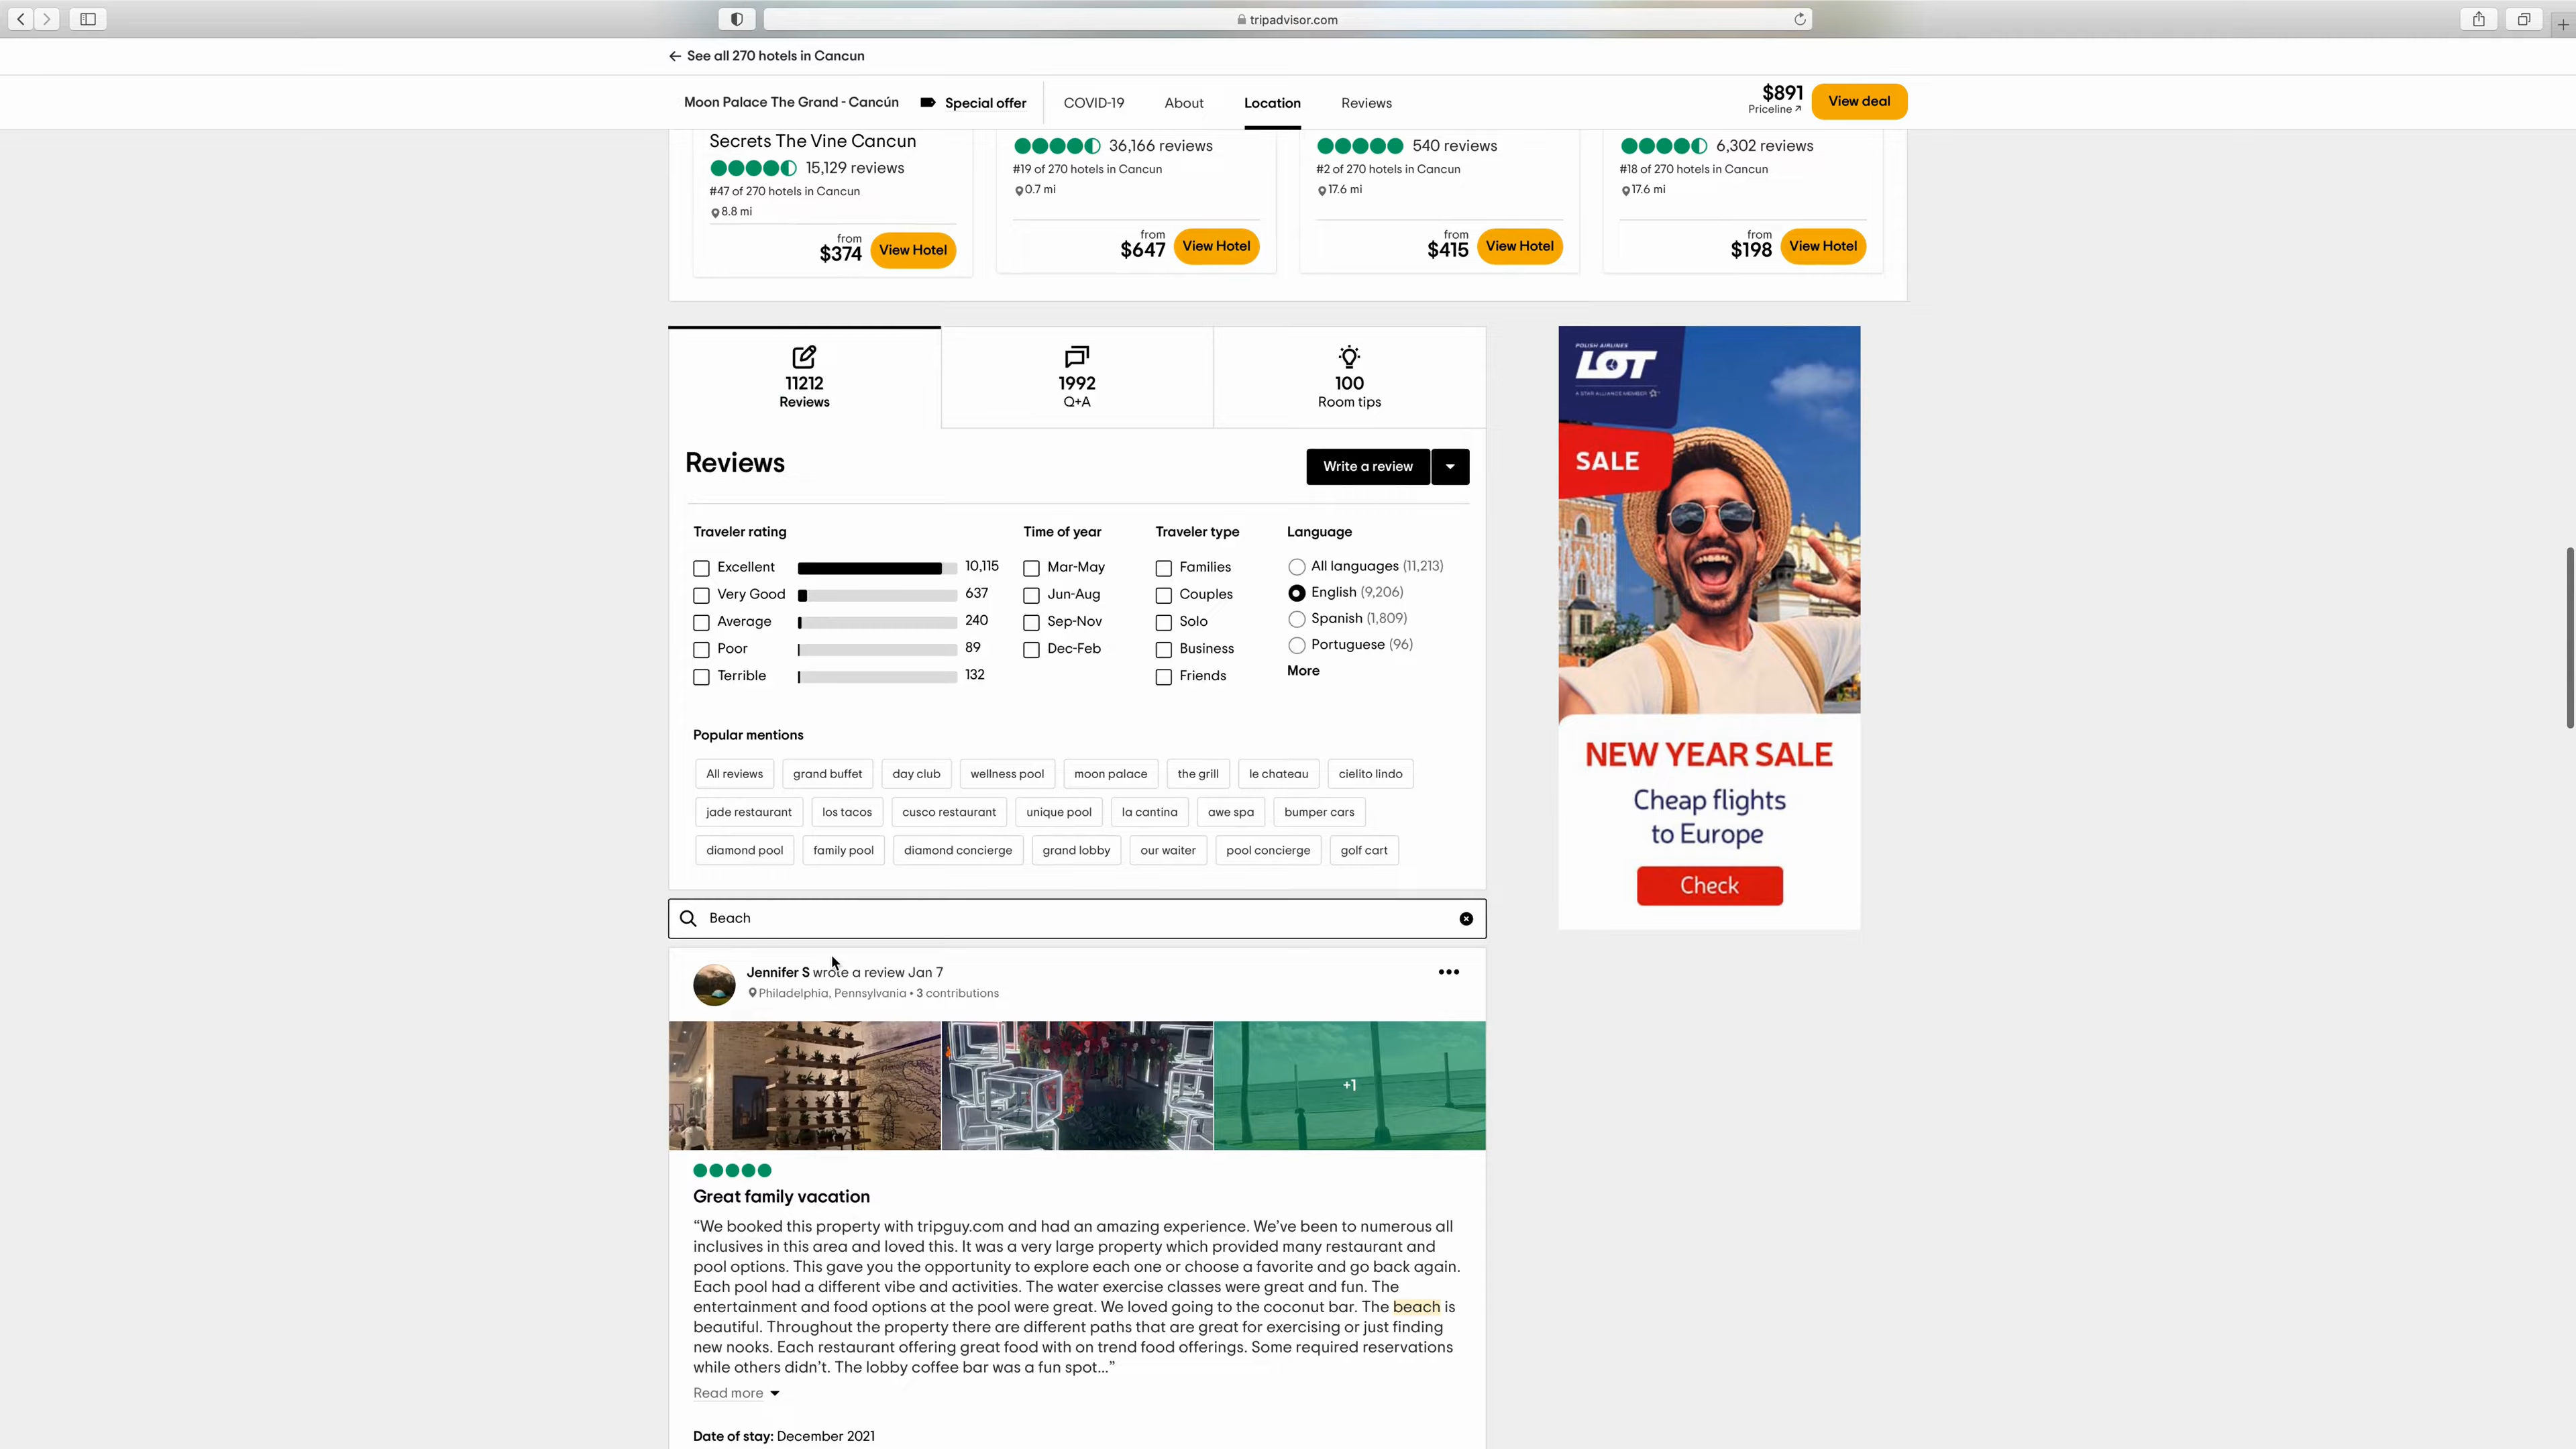 tripadvisor.com
← See all 270 hotels in Cancun
Moon Palace The Grand - Cancún
Special offer
COVID-19
About
Location
Reviews
$891
Priceline ↗
View deal
Secrets The Vine Cancun
15,129 reviews
#47 of 270 hotels in Cancun
8.8 mi
from
$374
View Hotel
36,166 reviews
#19 of 270 hotels in Cancun
0.7 mi
from
$647
View Hotel
540 reviews
#2 of 270 hotels in Cancun
17.6 mi
from
$415
View Hotel
6,302 reviews
#18 of 270 hotels in Cancun
17.6 mi
from
$198
View Hotel
11212
Reviews
1992
Q+A
100
Room tips
Reviews
Write a review
Traveler rating
Excellent 10,115
Very Good 637
Average 240
Poor 89
Terrible 132
Time of year
Mar-May
Jun-Aug
Sep-Nov
Dec-Feb
Traveler type
Families
Couples
Solo
Business
Friends
Language
All languages (11,213)
English (9,206)
Spanish (1,809)
Portuguese (96)
More
Popular mentions
All reviews grand buffet day club wellness pool moon palace the grill le chateau cielito lindo
jade restaurant los tacos cusco restaurant unique pool la cantina awe spa bumper cars
diamond pool family pool diamond concierge grand lobby our waiter pool concierge golf cart
Beach
Jennifer S wrote a review Jan 7
Philadelphia, Pennsylvania • 3 contributions
+1
Great family vacation
“We booked this property with tripguy.com and had an amazing experience. We’ve been to numerous all
inclusives in this area and loved this. It was a very large property which provided many restaurant and
pool options. This gave you the opportunity to explore each one or choose a favorite and go back again.
Each pool had a different vibe and activities. The water exercise classes were great and fun. The
entertainment and food options at the pool were great. We loved going to the coconut bar. The beach is
beautiful. Throughout the property there are different paths that are great for exercising or just finding
new nooks. Each restaurant offering great food with on trend food offerings. Some required reservations
while others didn’t. The lobby coffee bar was a fun spot…”
Read more
Date of stay: December 2021
POLISH AIRLINES
LOT
A STAR ALLIANCE MEMBER
SALE
NEW YEAR SALE
Cheap flights
to Europe
Check